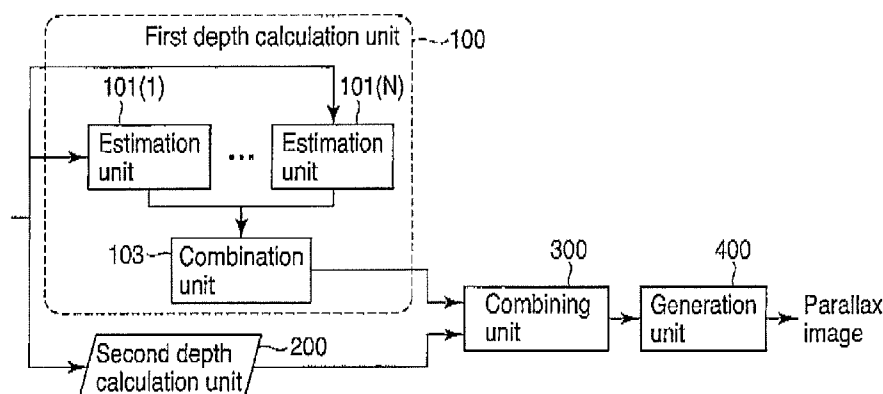 First depth calculation unit
100
101(1)
101(N)
Estimation
unit
...
Estimation
unit
103
Combination
unit
300
400
Combining
unit
Generation
unit
Parallax
image
200
Second depth
calculation unit